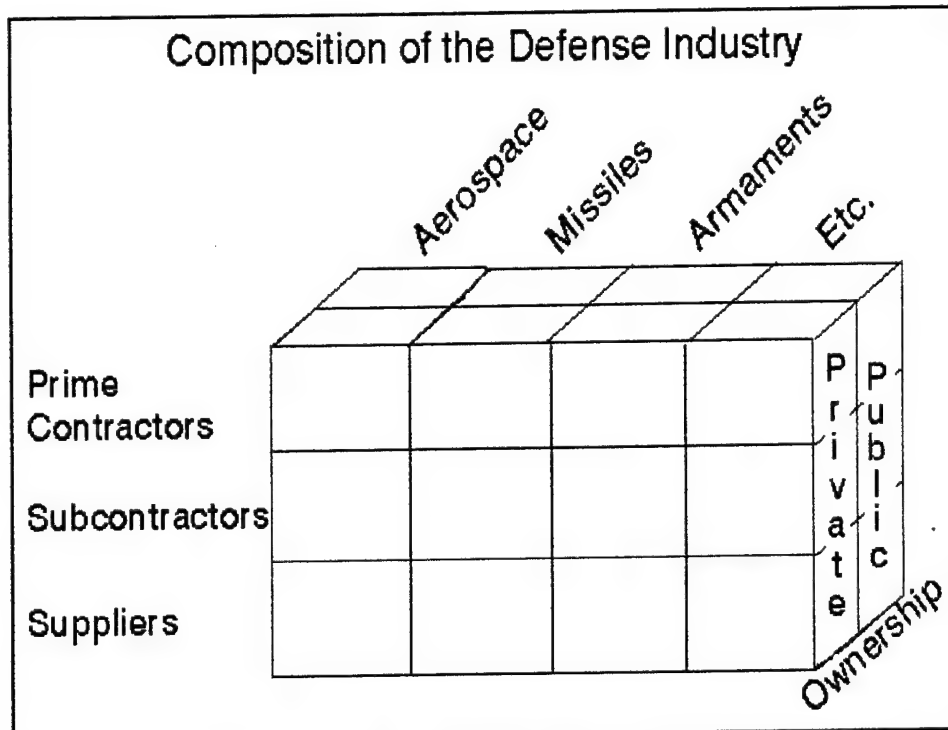 Composition of the Defense Industry
Aerospace
Missiles
Armaments
Etc.
Prime
Contractors
Subcontractors
Suppliers
Private
Public
Ownership